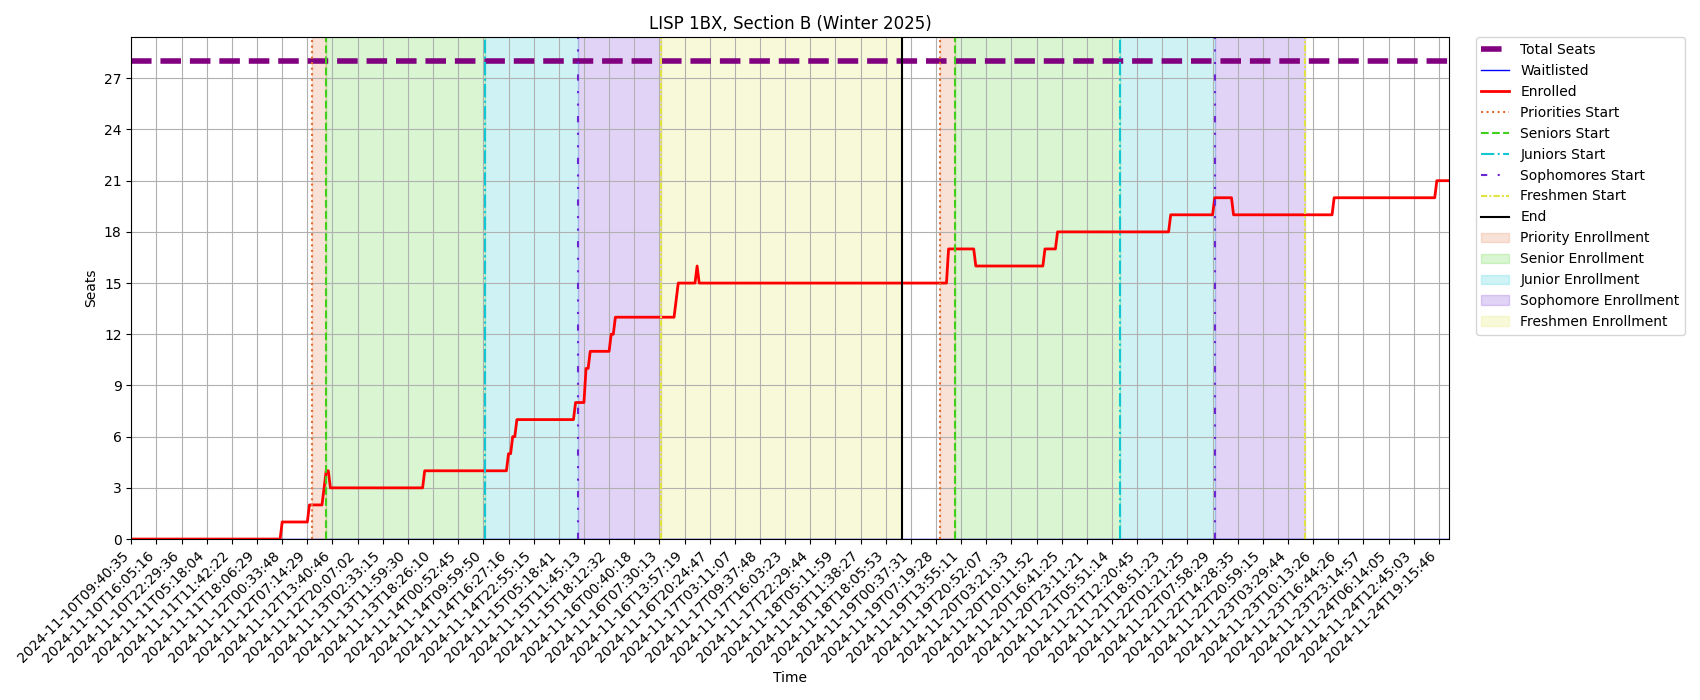 LISP 1BX, Section B (Winter 2025)
Seats
27
24
21
18
15
12
9
6
3
0
2024-11-10T09:40:35
2024-11-10T16:05:16
2024-11-10T22:29:36
2024-11-11T05:18:04
2024-11-11T11:42:22
2024-11-11T18:06:29
2024-11-12T00:33:48
2024-11-12T07:14:29
2024-11-12T13:40:46
2024-11-12T20:07:02
2024-11-13T02:33:15
2024-11-13T11:59:30
2024-11-13T18:26:10
2024-11-14T00:52:45
2024-11-14T09:59:50
2024-11-14T16:27:16
2024-11-14T22:55:15
2024-11-15T05:18:41
2024-11-15T11:45:13
2024-11-15T18:12:32
2024-11-16T00:40:18
2024-11-16T07:30:13
2024-11-16T13:57:19
2024-11-16T20:24:47
2024-11-17T03:11:07
2024-11-17T09:37:48
2024-11-17T16:03:23
2024-11-17T22:29:44
2024-11-18T05:11:59
2024-11-18T11:38:27
2024-11-18T18:05:53
2024-11-19T00:37:31
2024-11-19T07:19:28
2024-11-19T13:55:11
2024-11-19T20:52:07
2024-11-20T03:21:33
2024-11-20T10:11:52
2024-11-20T16:41:25
2024-11-20T23:11:21
2024-11-21T05:51:14
2024-11-21T12:20:45
2024-11-21T18:51:23
2024-11-22T01:21:25
2024-11-22T07:58:29
2024-11-22T14:28:35
2024-11-22T20:59:15
2024-11-23T03:29:44
2024-11-23T10:13:26
2024-11-23T16:44:26
2024-11-23T23:14:57
2024-11-24T06:14:05
2024-11-24T12:45:03
2024-11-24T19:15:46
Time
Total Seats
Waitlisted
Enrolled
Priorities Start
Seniors Start
Juniors Start
Sophomores Start
Freshmen Start
End
Priority Enrollment
Senior Enrollment
Junior Enrollment
Sophomore Enrollment
Freshmen Enrollment